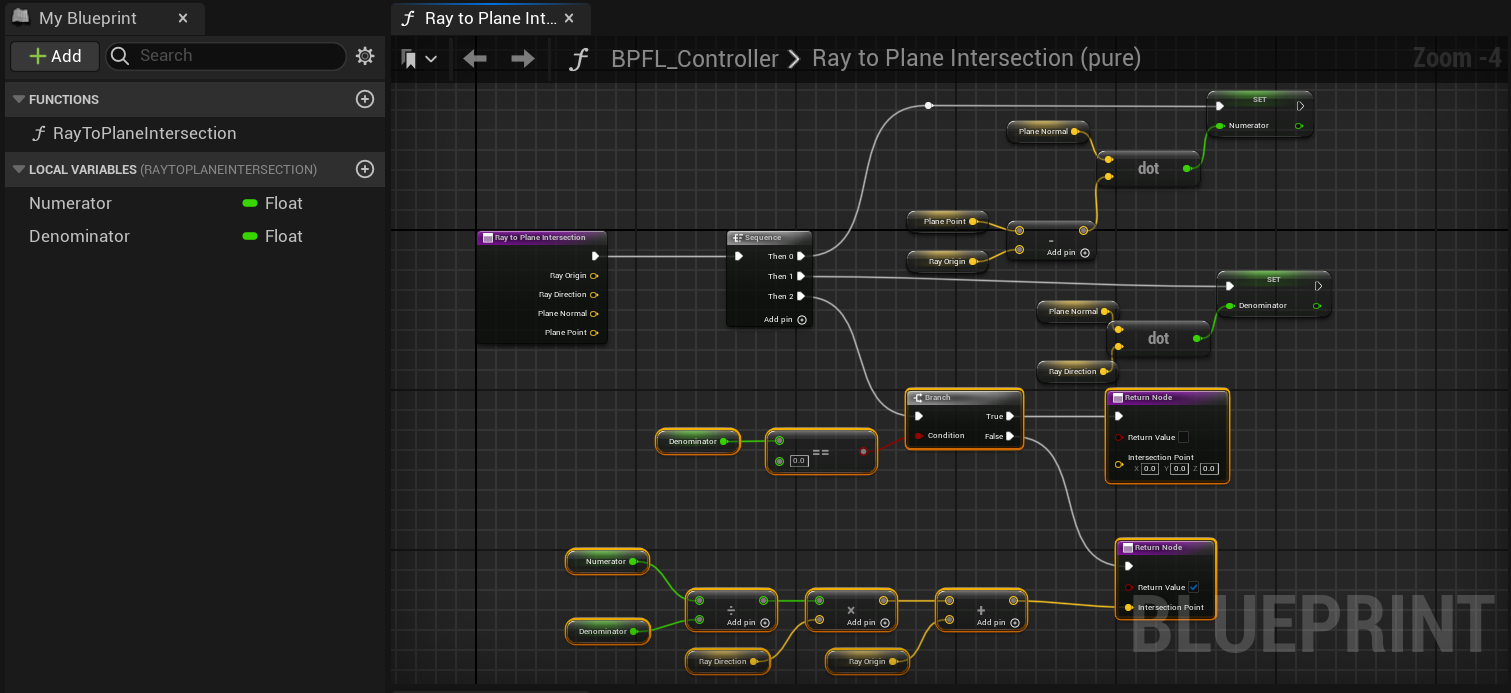 My Blueprint
Ray to Plane Int...
Add
Search
BPFL_Controller
Ray to Plane Intersection (pure)
Zoom -4
FUNCTIONS
RayToPlaneIntersection
LOCAL VARIABLES (RAYTOPLANEINTERSECTION)
Numerator
Float
Denominator
Float
SET
Numerator
Plane Normal
dot
Plane Point
Ray Origin
-
Add pin
Ray to Plane Intersection
Ray Origin
Ray Direction
Plane Normal
Plane Point
Sequence
Then 0
Then 1
Then 2
Add pin
SET
Denominator
Plane Normal
dot
Ray Direction
Branch
True
Condition
False
Return Node
Return Value
Intersection Point
X 0.0 Y 0.0 Z 0.0
Denominator
0.0
==
Return Node
Return Value
Intersection Point
Numerator
Denominator
÷
Add pin
×
Add pin
+
Add pin
Ray Direction
Ray Origin
BLUEPRINT